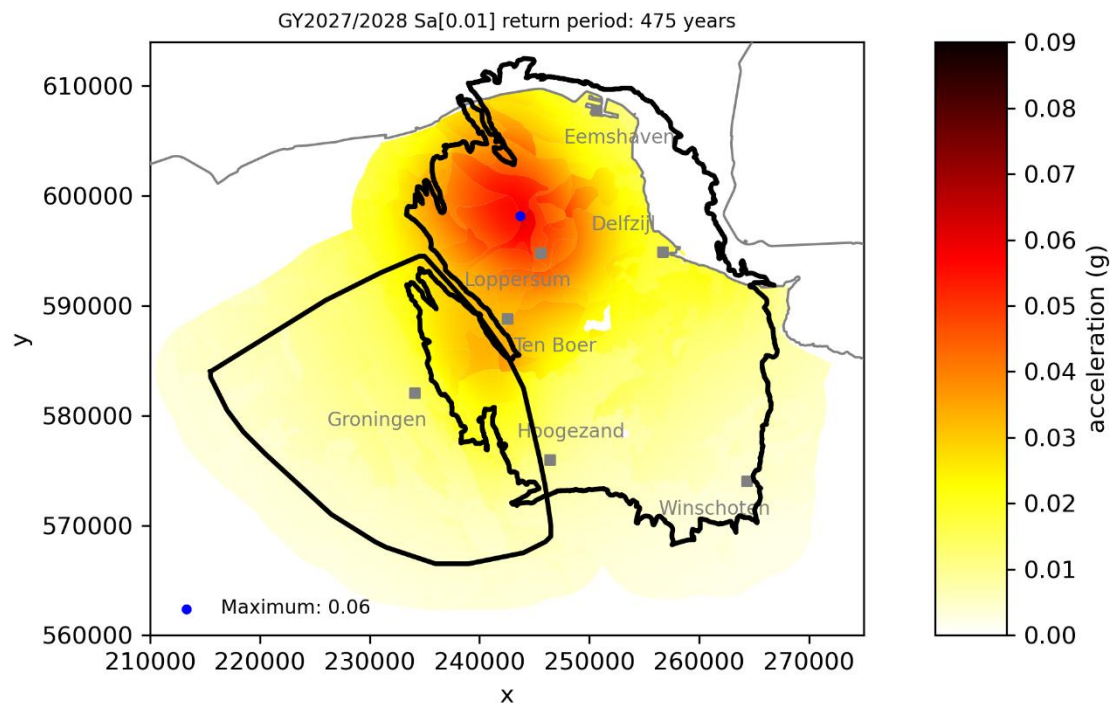 GY2027/2028 Sa[0.01] return period: 475 years
610000
600000
590000
580000
570000
560000
y
Eemshaven
Delfzijl
Loppersum
Ten Boer
Groningen
Hoogezand
Winschoten
Maximum: 0.06
210000 220000 230000 240000 250000 260000 270000
x
0.09
0.08
0.07
0.06
0.05
0.04
0.03
0.02
0.01
0.00
acceleration (g)